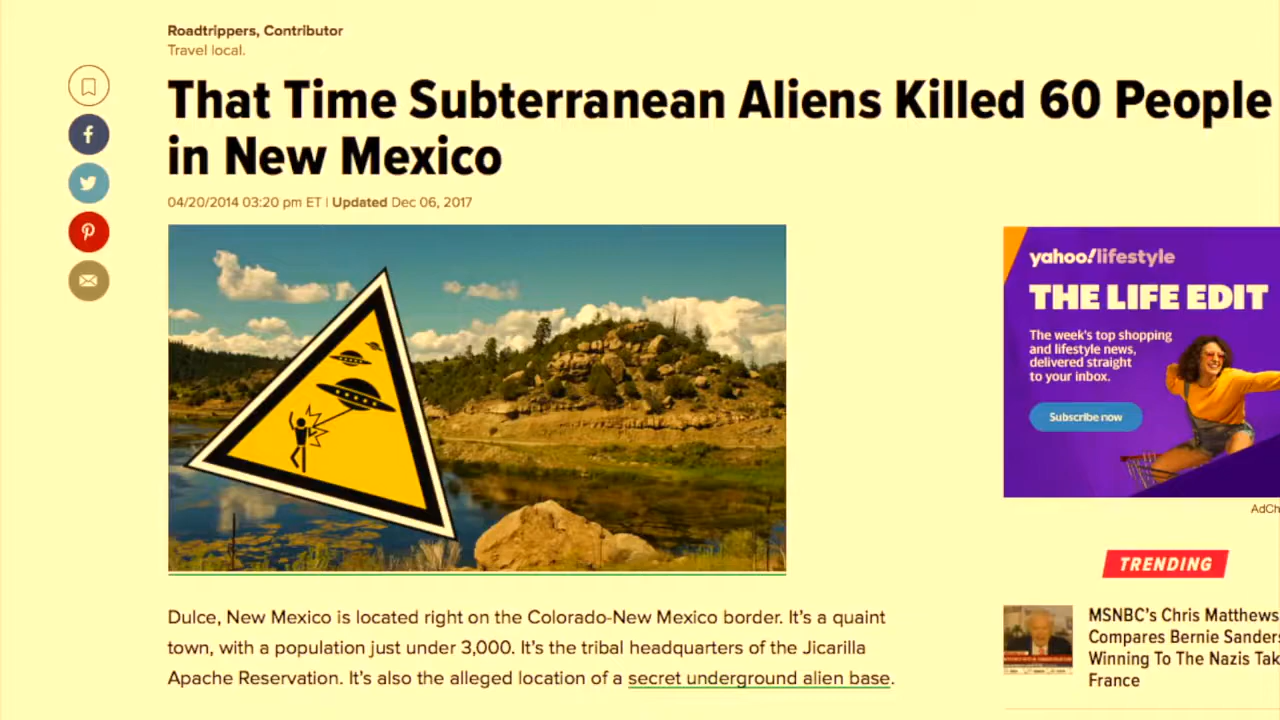 Roadtrippers, Contributor
Travel local.
That Time Subterranean Aliens Killed 60 People
in New Mexico
04/20/2014 03:20 pm ET | Updated Dec 06, 2017
yahoo!lifestyle
THE LIFE EDIT
The week's top shopping
and lifestyle news,
delivered straight
to your inbox.
Subscribe now
AdCh
TRENDING
MSNBC's Chris Matthews
Compares Bernie Sanders
Winning To The Nazis Tak
France
Dulce, New Mexico is located right on the Colorado-New Mexico border. It's a quaint
town, with a population just under 3,000. It's the tribal headquarters of the Jicarilla
Apache Reservation. It's also the alleged location of a secret underground alien base.